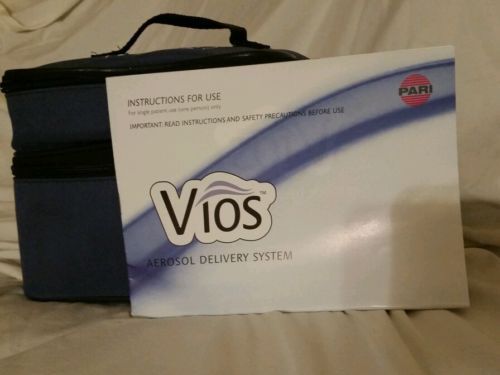 INSTRUCTIONS FOR USE
For single patient use (one person) only
PARI
IMPORTANT: READ INSTRUCTIONS AND SAFETY PRECAUTIONS BEFORE USE
VIOS™
AEROSOL DELIVERY SYSTEM